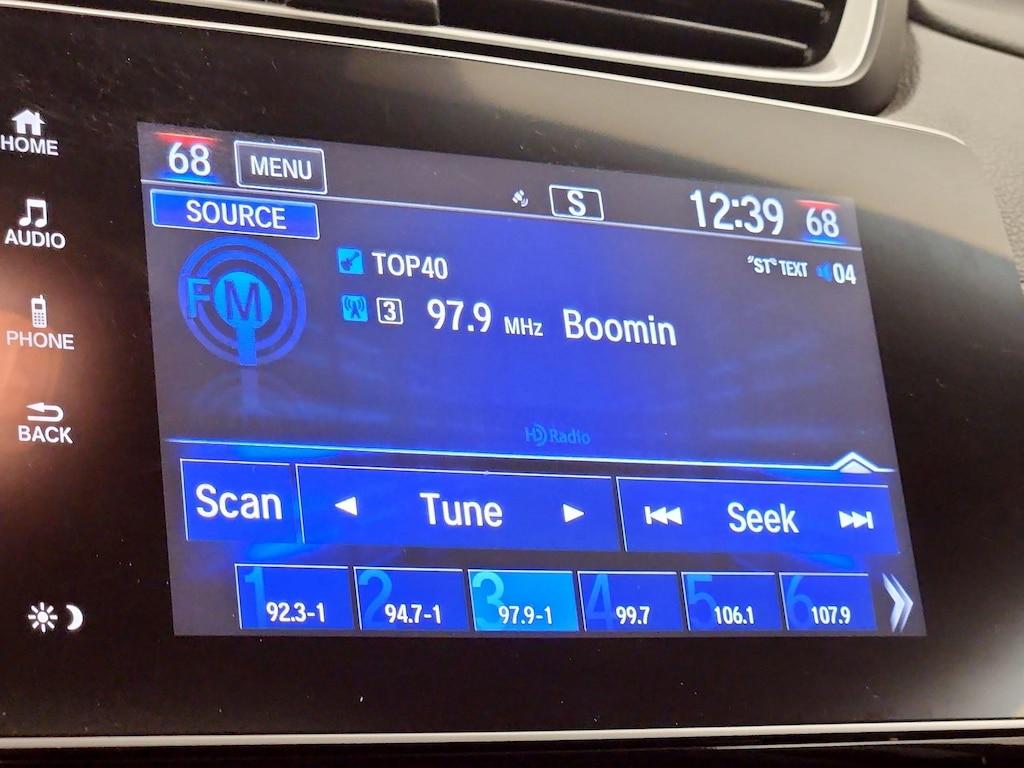 HOME
68 MENU S 12:39 68
SOURCE
AUDIO
TOP40 "ST" TEXT 04
FM
3 97.9 MHz Boomin
PHONE
BACK
HD Radio
Scan Tune Seek
1 92.3-1 2 94.7-1 3 97.9-1 4 99.7 5 106.1 6 107.9